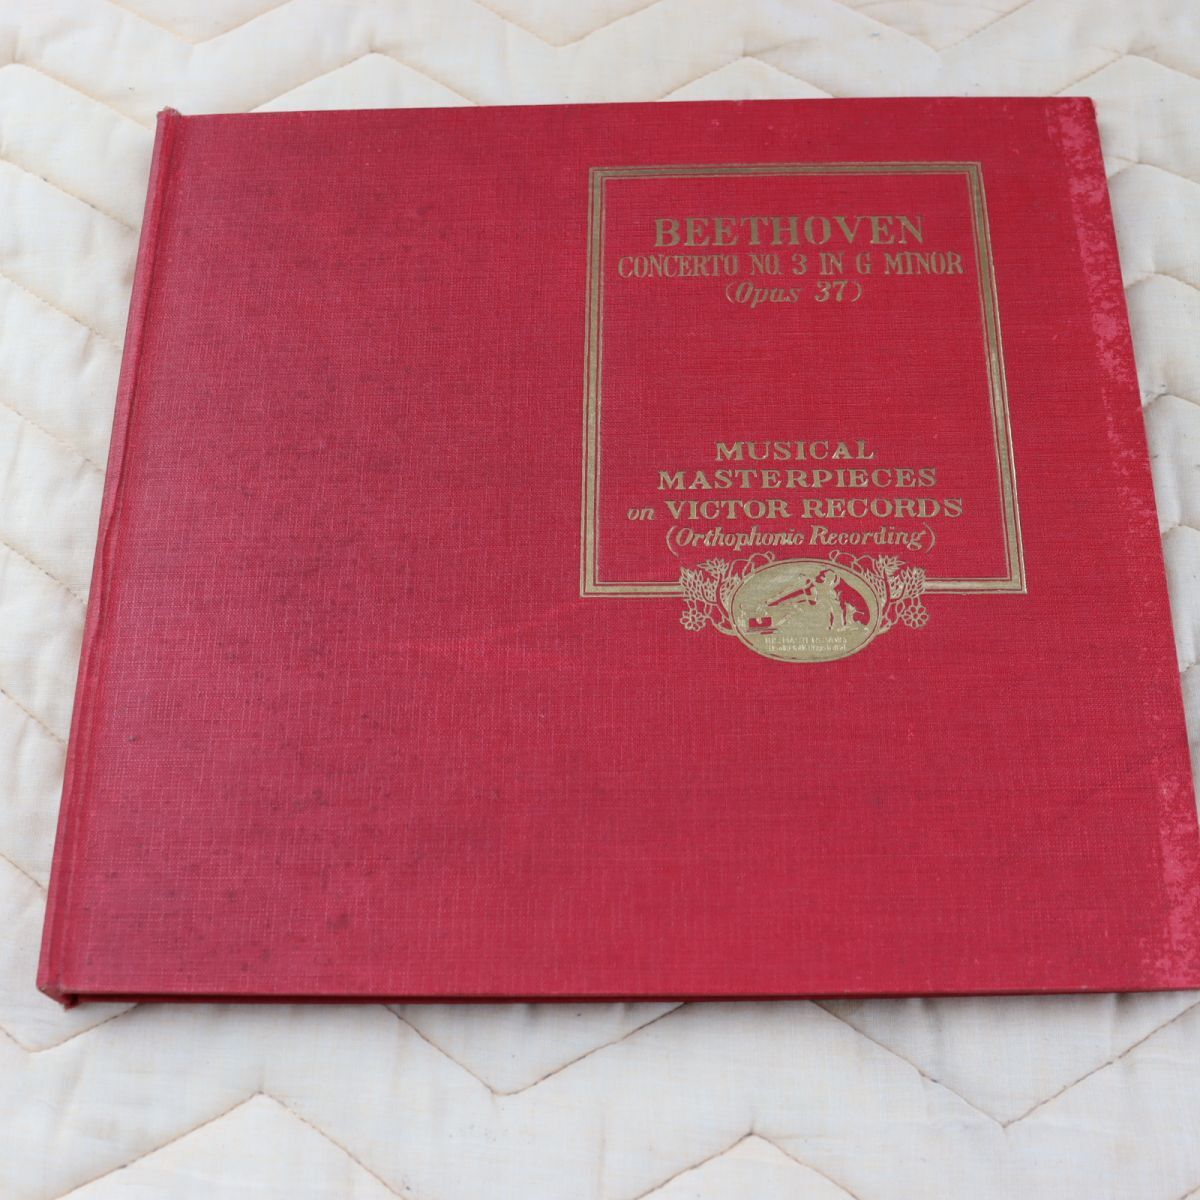 BEETHOVEN
CONCERTO NO. 3 IN G MINOR
(Opus 37)
MUSICAL
MASTERPIECES
on VICTOR RECORDS
(Orthophonic Recording)